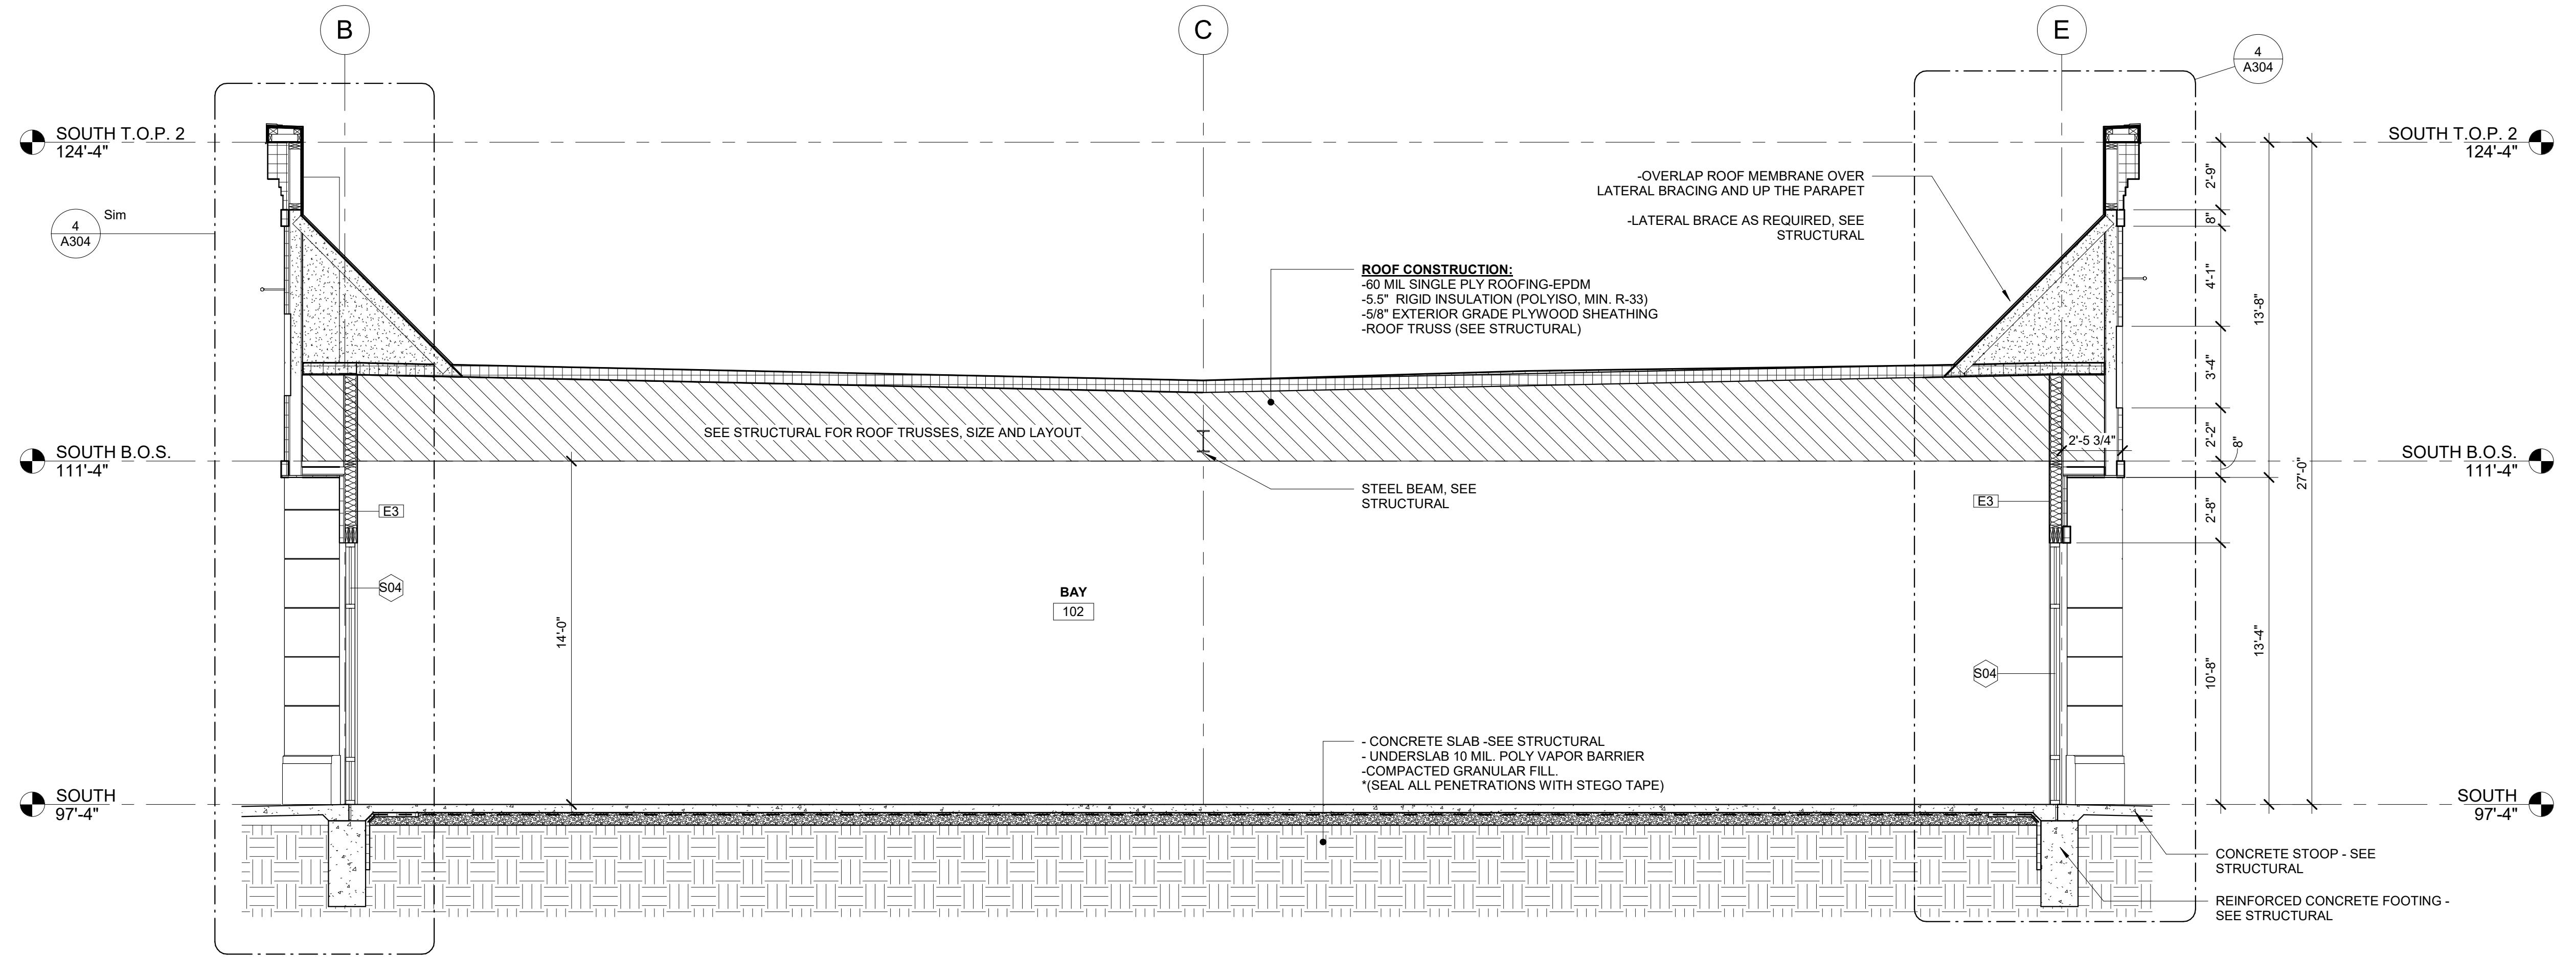 B
C
E
4
A304
SOUTH T.O.P. 2
124'-4"
SOUTH T.O.P. 2
124'-4"
4
A304
Sim
-OVERLAP ROOF MEMBRANE OVER
LATERAL BRACING AND UP THE PARAPET
-LATERAL BRACE AS REQUIRED, SEE
STRUCTURAL
ROOF CONSTRUCTION:
-60 MIL SINGLE PLY ROOFING-EPDM
-5.5" RIGID INSULATION (POLYISO, MIN. R-33)
-5/8" EXTERIOR GRADE PLYWOOD SHEATHING
-ROOF TRUSS (SEE STRUCTURAL)
2'-9"
8"
4'-1"
3'-4"
2'-2"
8"
2'-8"
10'-8"
13'-8"
13'-4"
27'-0"
2'-5 3/4"
SEE STRUCTURAL FOR ROOF TRUSSES, SIZE AND LAYOUT
SOUTH B.O.S.
111'-4"
SOUTH B.O.S.
111'-4"
STEEL BEAM, SEE
STRUCTURAL
E3
E3
S04
S04
14'-0"
BAY
102
- CONCRETE SLAB -SEE STRUCTURAL
- UNDERSLAB 10 MIL. POLY VAPOR BARRIER
-COMPACTED GRANULAR FILL.
*(SEAL ALL PENETRATIONS WITH STEGO TAPE)
SOUTH
97'-4"
SOUTH
97'-4"
CONCRETE STOOP - SEE
STRUCTURAL
REINFORCED CONCRETE FOOTING -
SEE STRUCTURAL